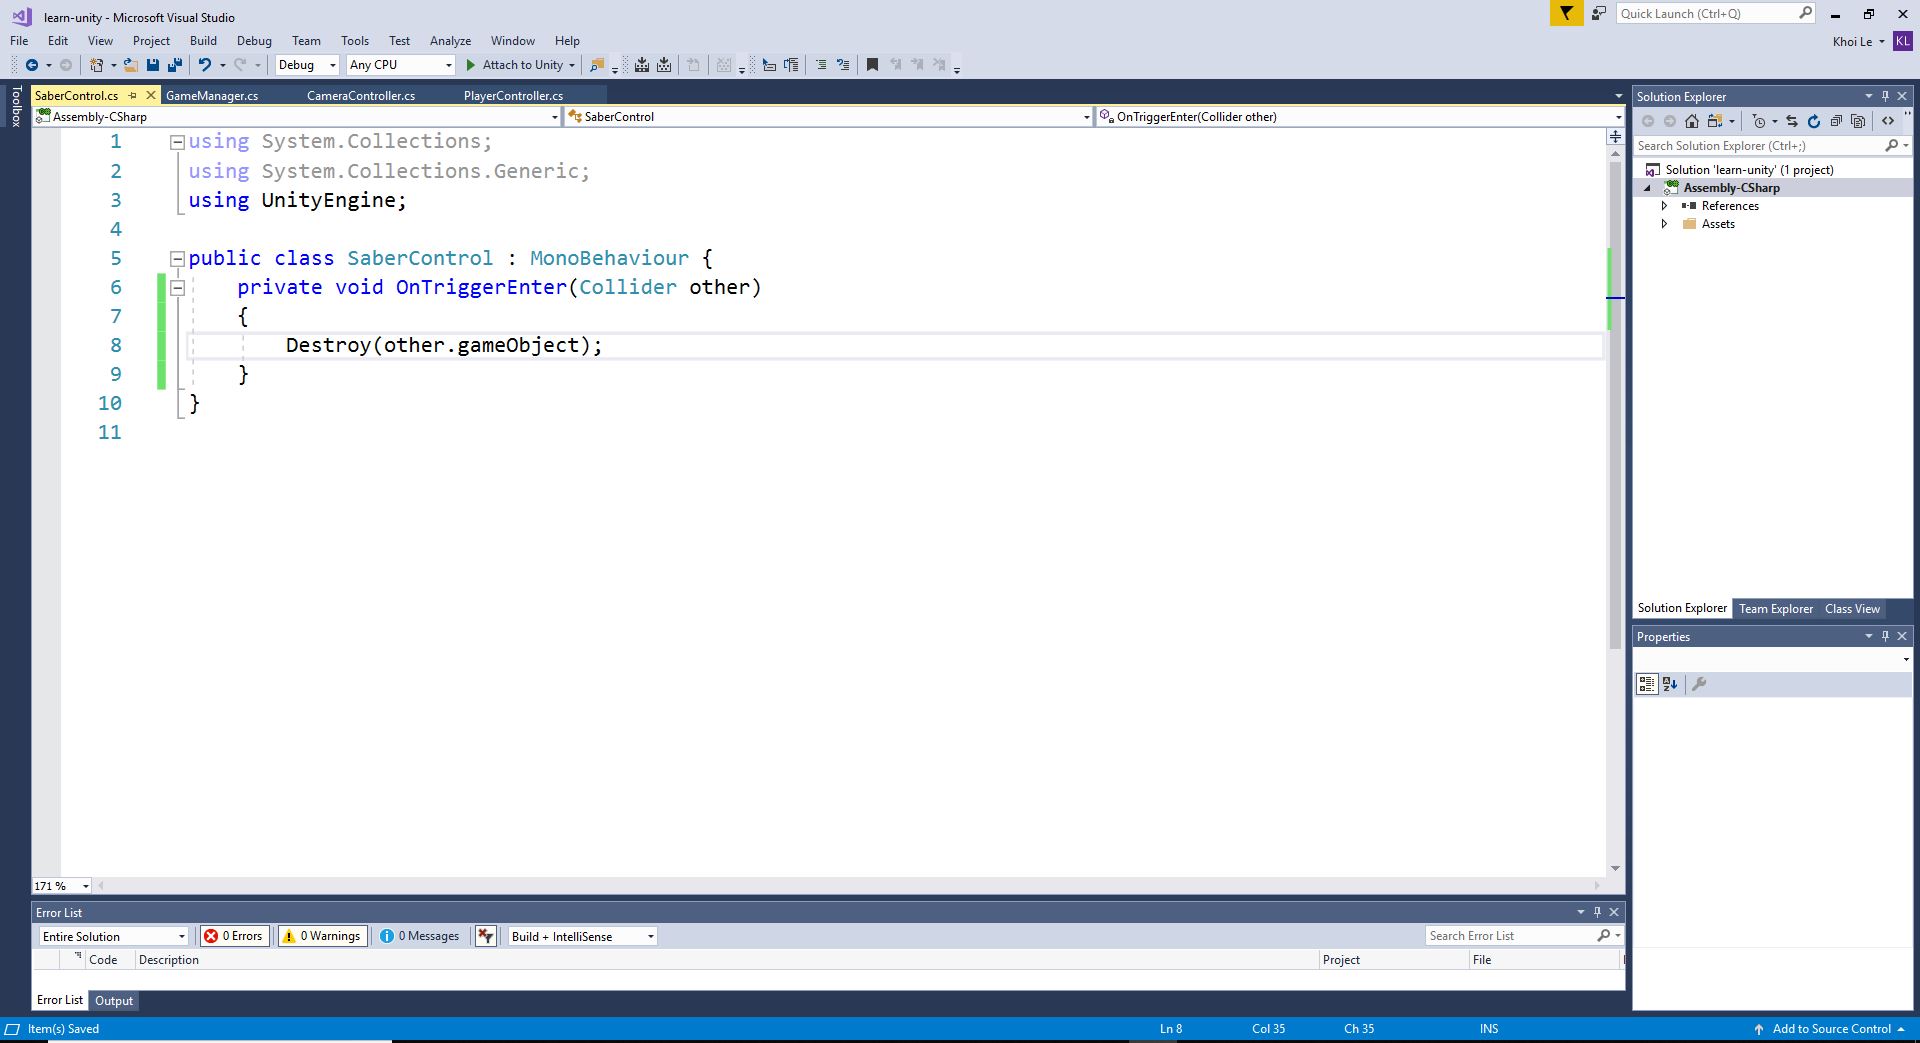 learn-unity - Microsoft Visual Studio
Quick Launch (Ctrl+Q)
File Edit View Project Build Debug Team Tools Test Analyze Window Help
Khoi Le KL
Debug Any CPU Attach to Unity
Toolbox
SaberControl.cs GameManager.cs CameraController.cs PlayerController.cs
Assembly-CSharp SaberControl OnTriggerEnter(Collider other)
1 using System.Collections;
2 using System.Collections.Generic;
3 using UnityEngine;
4
5 public class SaberControl : MonoBehaviour {
6 private void OnTriggerEnter(Collider other)
7 {
8 Destroy(other.gameObject);
9 }
10 }
11
171 %
Solution Explorer
Search Solution Explorer (Ctrl+;)
Solution 'learn-unity' (1 project)
Assembly-CSharp
References
Assets
Solution Explorer Team Explorer Class View
Properties
Error List
Entire Solution 0 Errors 0 Warnings 0 Messages Build + IntelliSense Search Error List
Code Description Project File
Error List Output
Item(s) Saved Ln 8 Col 35 Ch 35 INS Add to Source Control